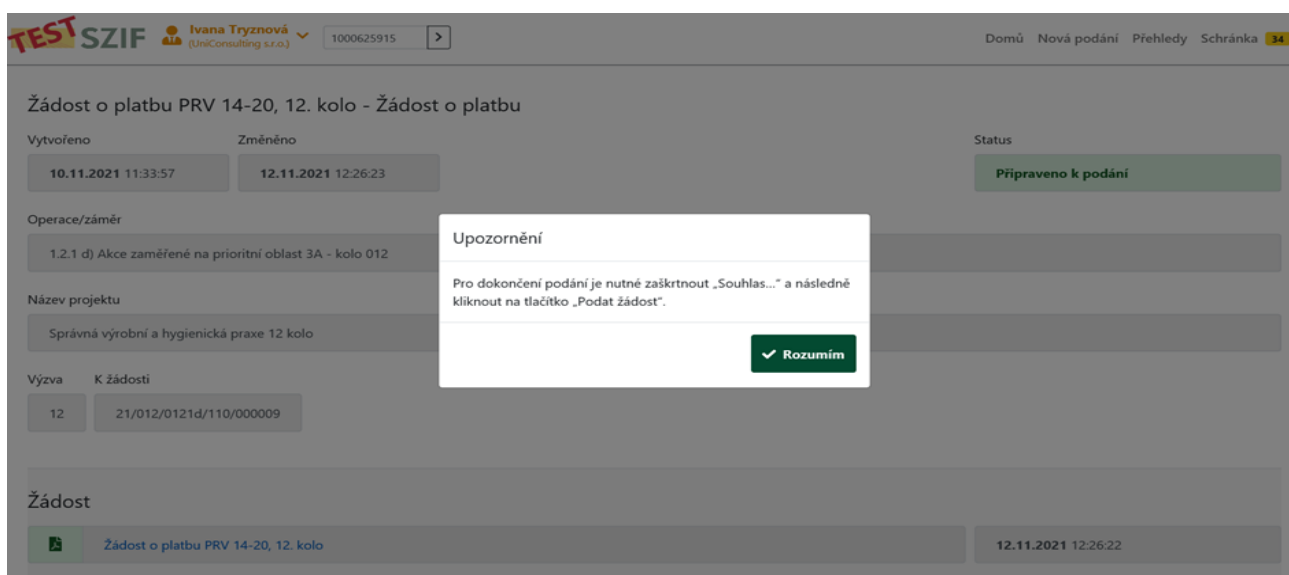 TEST SZIF Ivana Tryznová (UniConsulting s.r.o.) 1000625915 > Domů Nová podání Přehledy Schránka 34
Žádost o platbu PRV 14-20, 12. kolo - Žádost o platbu
Vytvořeno Změněno Status
10.11.2021 11:33:57 12.11.2021 12:26:23 Připraveno k podání
Operace/záměr
1.2.1 d) Akce zaměřené na prioritní oblast 3A - kolo 012
Název projektu
Správná výrobní a hygienická praxe 12 kolo
Výzva K žádosti
12 21/012/0121d/110/000009
Upozornění
Pro dokončení podání je nutné zaškrtnout „Souhlas...“ a následně
kliknout na tlačítko „Podat žádost“.
Rozumím
Žádost
Žádost o platbu PRV 14-20, 12. kolo 12.11.2021 12:26:22